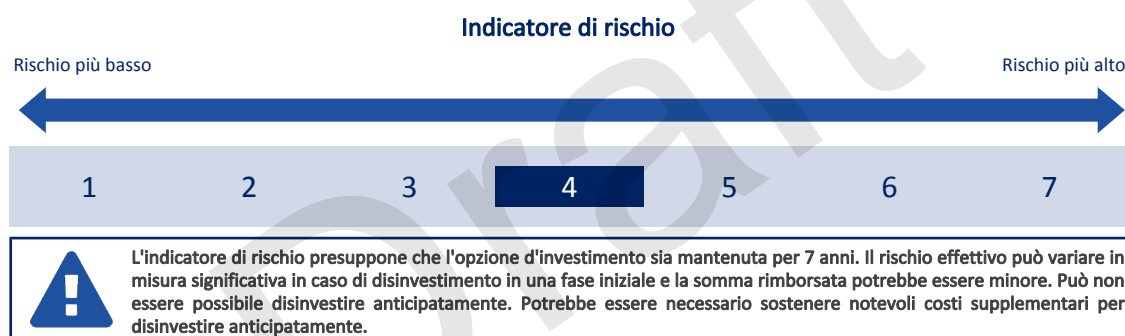 Indicatore di rischio
Rischio più basso
Rischio più alto
1 2 3 4 5 6 7
L'indicatore di rischio presuppone che l'opzione d'investimento sia mantenuta per 7 anni. Il rischio effettivo può variare in
misura significativa in caso di disinvestimento in una fase iniziale e la somma rimborsata potrebbe essere minore. Può non
essere possibile disinvestire anticipatamente. Potrebbe essere necessario sostenere notevoli costi supplementari per
disinvestire anticipatamente.
Draft